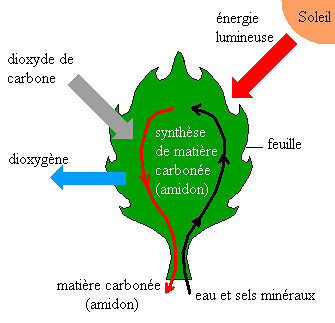 Soleil
énergie
lumineuse
dioxyde de
carbone
synthèse
de matière
carbonée
(amidon)
feuille
dioxygène
matière carbonée
(amidon)
eau et sels minéraux